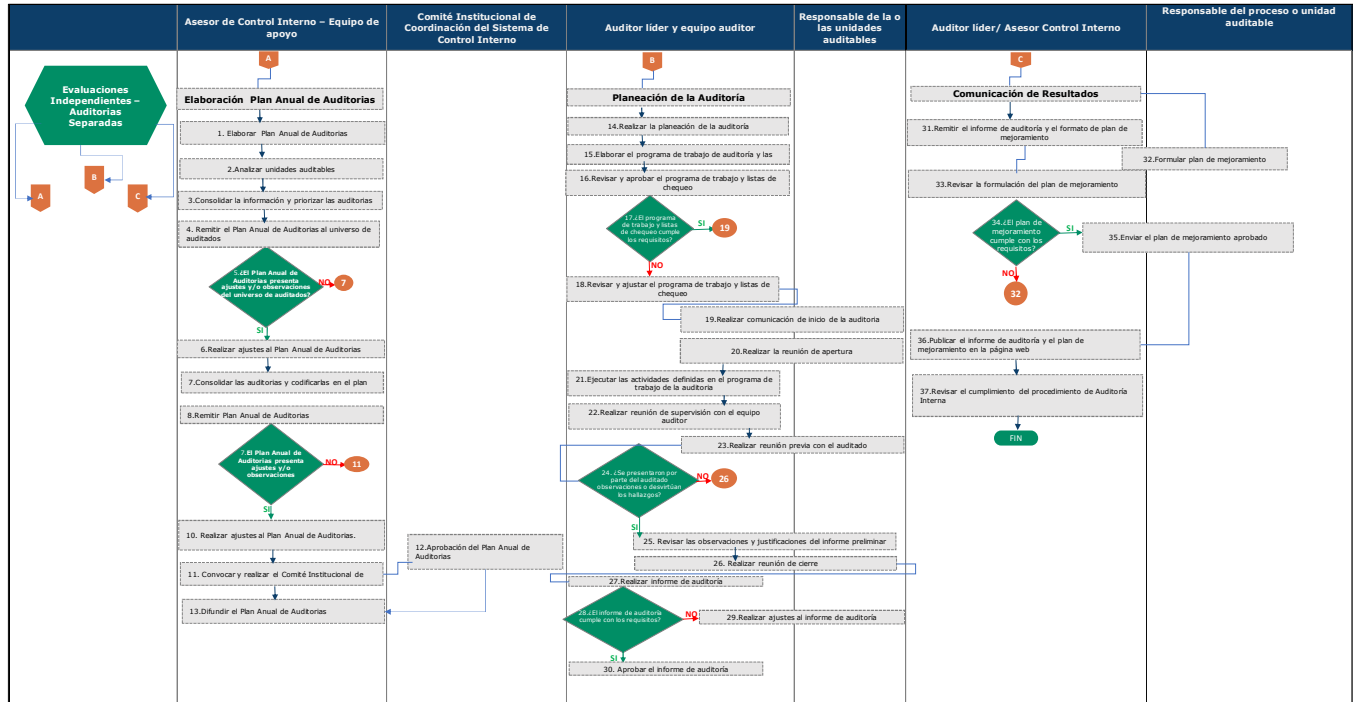 Asesor de Control Interno – Equipo de
apoyo
Comité Institucional de
Coordinación del Sistema de
Control Interno
Auditor líder y equipo auditor
Responsable de la o
las unidades
auditables
Auditor líder/ Asesor Control Interno
Responsable del proceso o unidad
auditable
Evaluaciones
Independientes –
Auditorias
Separadas
A
B
C
A
Elaboración Plan Anual de Auditorias
1. Elaborar Plan Anual de Auditorias
2.Analizar unidades auditables
3.Consolidar la información y priorizar las auditorias
4. Remitir el Plan Anual de Auditorias al universo de
auditados
5.¿El Plan Anual de
Auditorias presenta
ajustes y/o observaciones
del universo de auditados?
NO
7
SI
6.Realizar ajustes al Plan Anual de Auditorias
7.Consolidar las auditorias y codificarlas en el plan
8.Remitir Plan Anual de Auditorias
7.El Plan Anual de
Auditorias presenta
ajustes y/o
observaciones
NO
11
SI
10. Realizar ajustes al Plan Anual de Auditorias.
11. Convocar y realizar el Comité Institucional de
13.Difundir el Plan Anual de Auditorias
12.Aprobación del Plan Anual de
Auditorias
B
Planeación de la Auditoría
14.Realizar la planeación de la auditoría
15.Elaborar el programa de trabajo de auditoría y las
16.Revisar y aprobar el programa de trabajo y listas de
chequeo
17.¿El programa
de trabajo y listas
de chequeo cumple
los requisitos?
SI
19
NO
18.Revisar y ajustar el programa de trabajo y listas de
chequeo
19.Realizar comunicación de inicio de la auditoria
20.Realizar la reunión de apertura
21.Ejecutar las actividades definidas en el programa de
trabajo de la auditoria
22.Realizar reunión de supervisión con el equipo
auditor
23.Realizar reunión previa con el auditado
24. ¿Se presentaron por
parte del auditado
observaciones o desvirtúan
los hallazgos?
NO
26
SI
25. Revisar las observaciones y justificaciones del informe preliminar
26. Realizar reunión de cierre
27.Realizar informe de auditoría
28.¿El informe de auditoría
cumple con los requisitos?
NO
29.Realizar ajustes al informe de auditoría
SI
30. Aprobar el informe de auditoría
C
Comunicación de Resultados
31.Remitir el informe de auditoría y el formato de plan de
mejoramiento
32.Formular plan de mejoramiento
33.Revisar la formulación del plan de mejoramiento
34.¿El plan de
mejoramiento
cumple con los
requisitos?
SI
35.Enviar el plan de mejoramiento aprobado
NO
32
36.Publicar el informe de auditoría y el plan de
mejoramiento en la página web
37.Revisar el cumplimiento del procedimiento de Auditoría
Interna
FIN